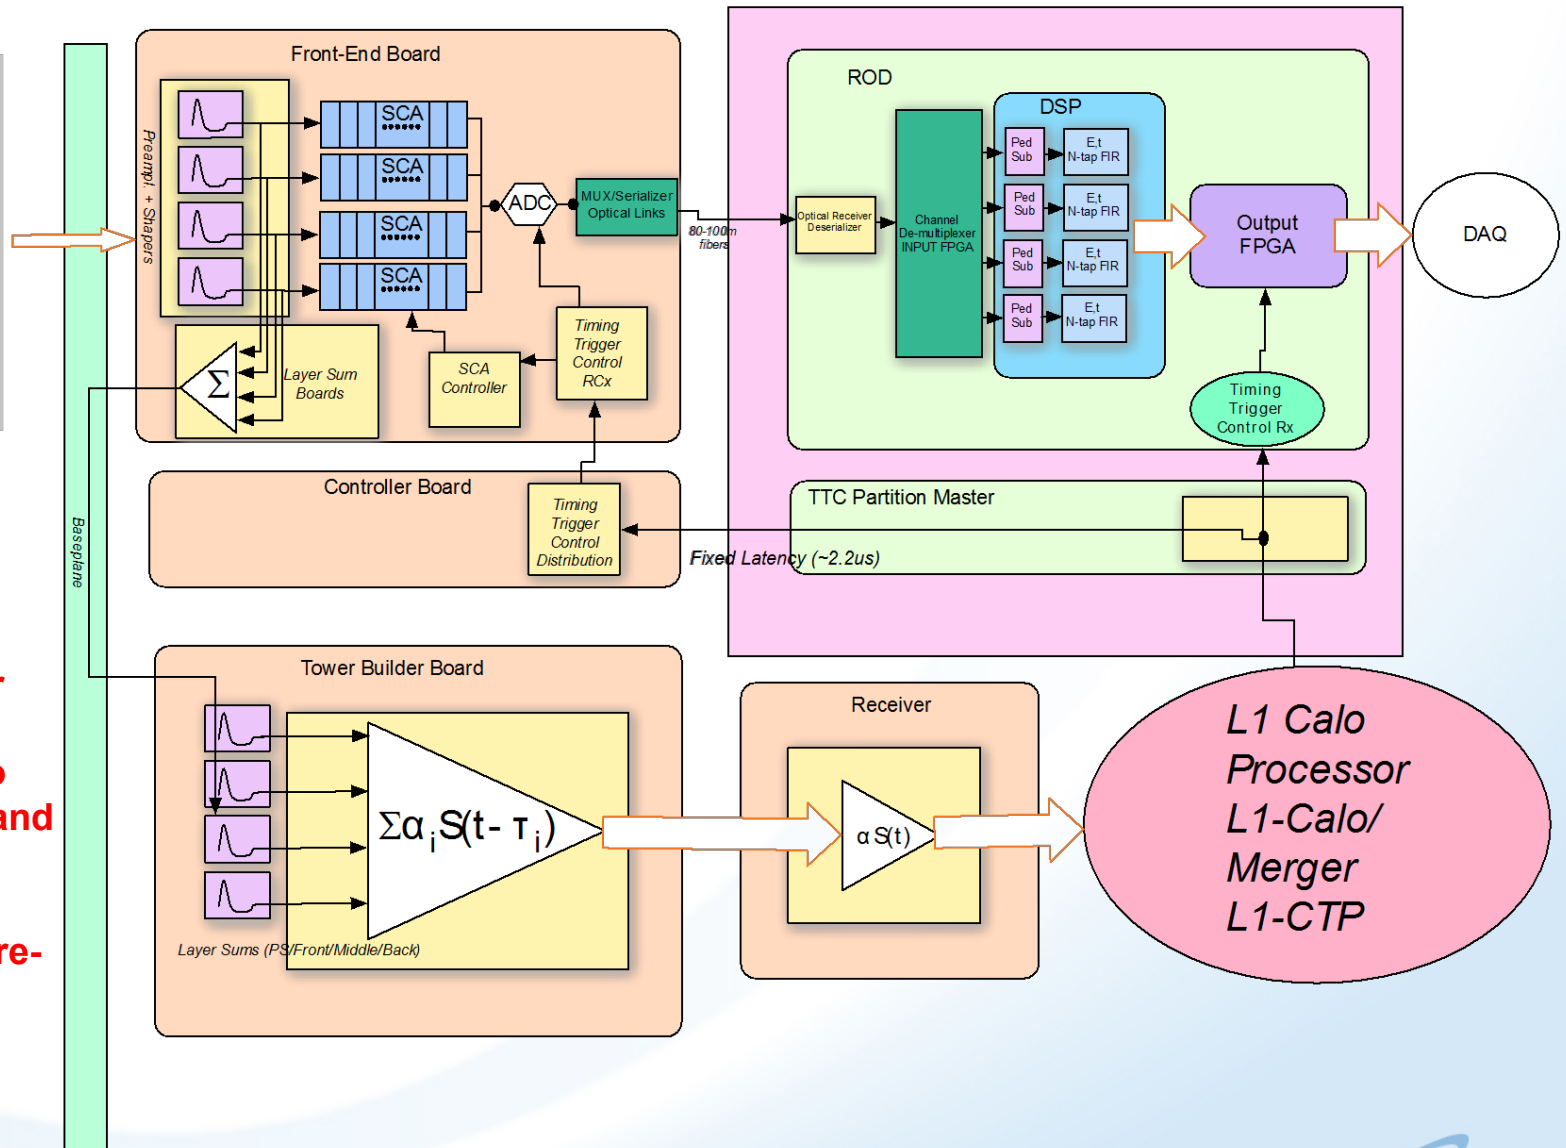 Front-End Board
Preampl. + Shapers
SCA
SCA
SCA
SCA
ADC
MUX/Serializer
Optical Links
80-100m
fibers
Timing
Trigger
Control
RCx
SCA
Controller
Layer Sum
Boards
Σ
Baseplane
Controller Board
Timing
Trigger
Control
Distribution
Fixed Latency (~2.2us)
ROD
Optical Receiver
Deserializer
Channel
De-multiplexer
INPUT FPGA
DSP
Ped
Sub
E,t
N-tap FIR
Ped
Sub
E,t
N-tap FIR
Ped
Sub
E,t
N-tap FIR
Ped
Sub
E,t
N-tap FIR
Output
FPGA
DAQ
Timing
Trigger
Control Rx
TTC Partition Master
Tower Builder Board
Σα_i S(t- τ_i)
Layer Sums (PS/Front/Middle/Back)
Receiver
α S(t)
L1 Calo
Processor
L1-Calo/
Merger
L1-CTP
and
re-